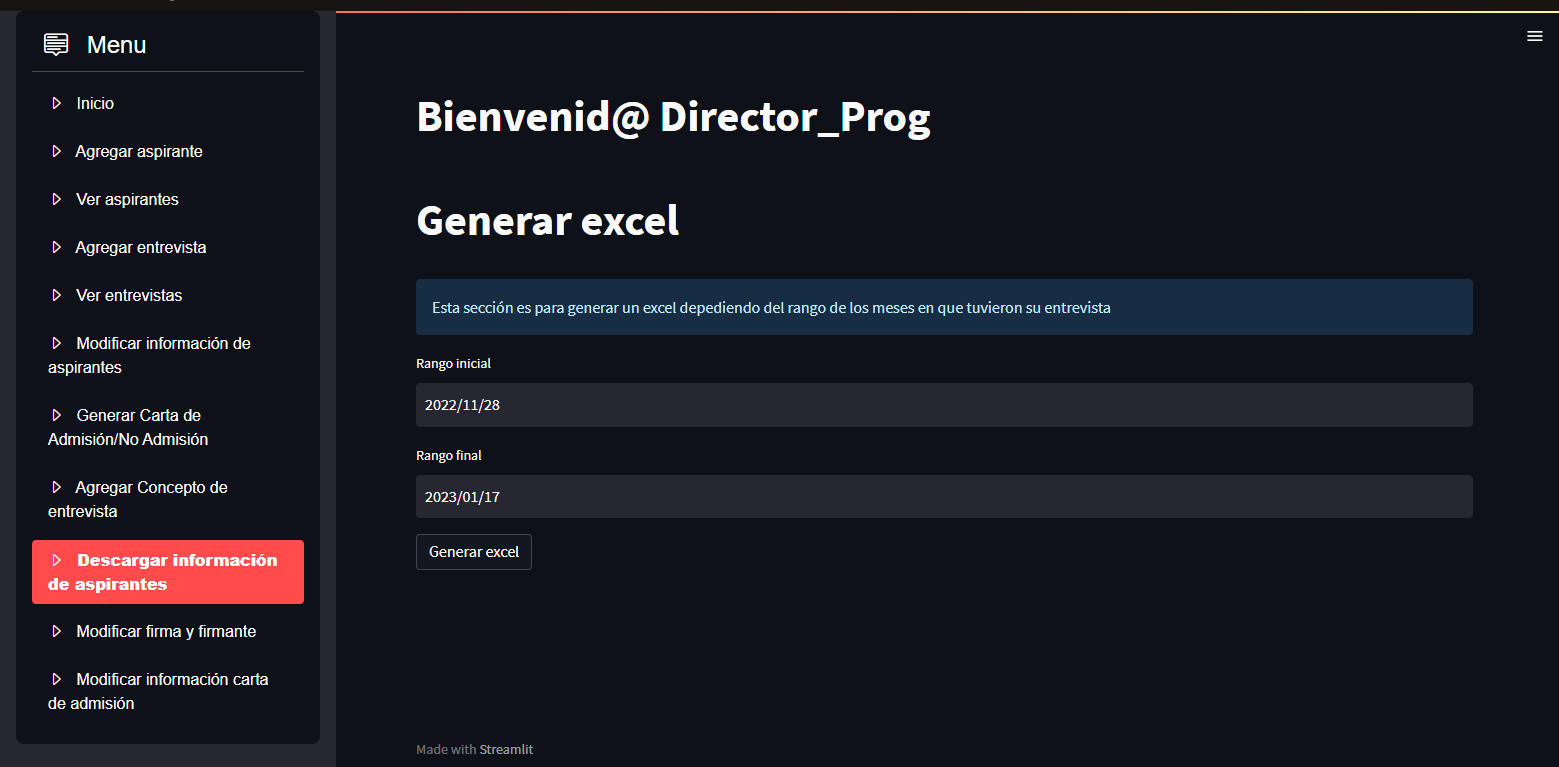 Menu
Inicio
Agregar aspirante
Ver aspirantes
Agregar entrevista
Ver entrevistas
Modificar información de
aspirantes
Generar Carta de
Admisión/No Admisión
Agregar Concepto de
entrevista
Descargar información
de aspirantes
Modificar firma y firmante
Modificar información carta
de admisión
Bienvenid@ Director_Prog
Generar excel
Esta sección es para generar un excel depediendo del rango de los meses en que tuvieron su entrevista
Rango inicial
2022/11/28
Rango final
2023/01/17
Generar excel
Made with Streamlit